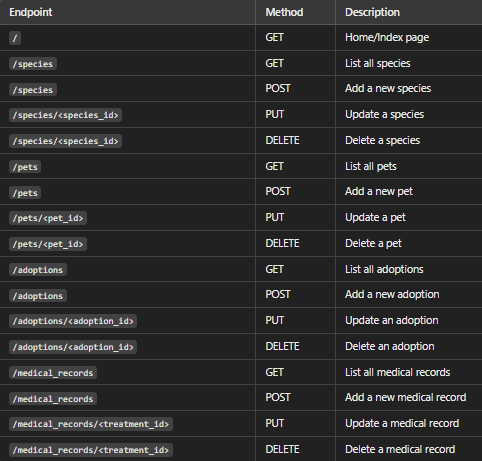 Endpoint Method Description
/ GET Home/Index page
/species GET List all species
/species POST Add a new species
/species/<species_id> PUT Update a species
/species/<species_id> DELETE Delete a species
/pets GET List all pets
/pets POST Add a new pet
/pets/<pet_id> PUT Update a pet
/pets/<pet_id> DELETE Delete a pet
/adoptions GET List all adoptions
/adoptions POST Add a new adoption
/adoptions/<adoption_id> PUT Update an adoption
/adoptions/<adoption_id> DELETE Delete an adoption
/medical_records GET List all medical records
/medical_records POST Add a new medical record
/medical_records/<treatment_id> PUT Update a medical record
/medical_records/<treatment_id> DELETE Delete a medical record